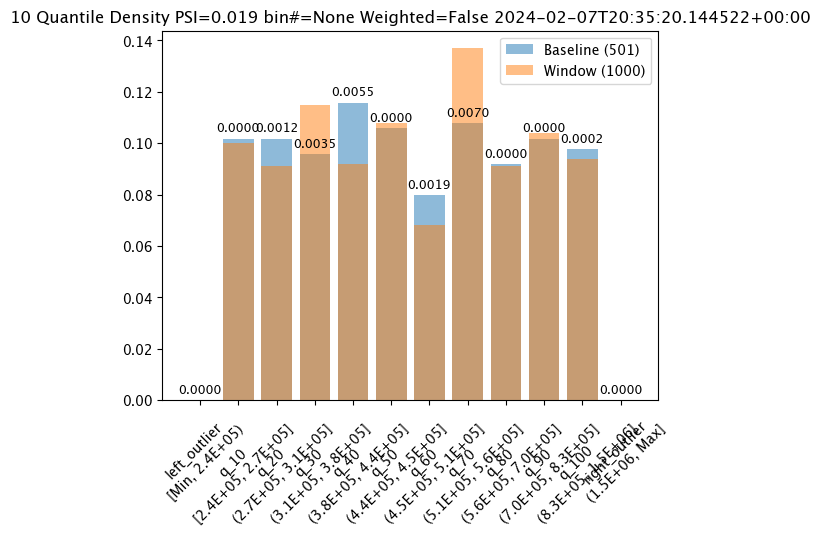 10 Quantile Density PSI=0.019 bin#=None Weighted=False 2024-02-07T20:35:20.144522+00:00
Baseline (501)
Window (1000)
0.14
0.12
0.10
0.08
0.06
0.04
0.02
0.00
0.0000
0.0000
0.0012
0.0035
0.0055
0.0000
0.0019
0.0070
0.0000
0.0000
0.0002
0.0000
left_outlier
[Min, 2.4E+05)
q_10
[2.4E+05, 2.7E+05]
q_20
(2.7E+05, 3.1E+05]
q_30
(3.1E+05, 3.8E+05]
q_40
(3.8E+05, 4.4E+05]
q_50
(4.4E+05, 4.5E+05]
q_60
(4.5E+05, 5.1E+05]
q_70
(5.1E+05, 5.6E+05]
q_80
(5.6E+05, 7.0E+05]
q_90
(7.0E+05, 8.3E+05]
q_100
(8.3E+05, 1.5E+06]
right_outlier
(1.5E+06, Max]